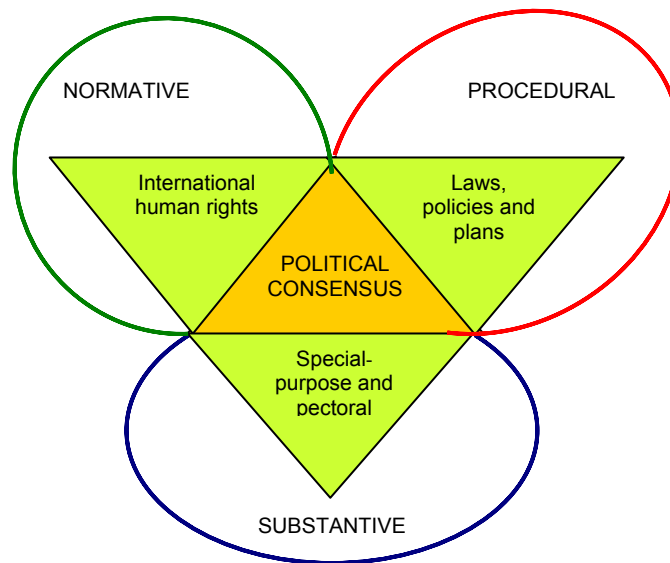 NORMATIVE
PROCEDURAL
International
human rights
Laws,
policies and
plans
POLITICAL
CONSENSUS
Special-
purpose and
pectoral
SUBSTANTIVE